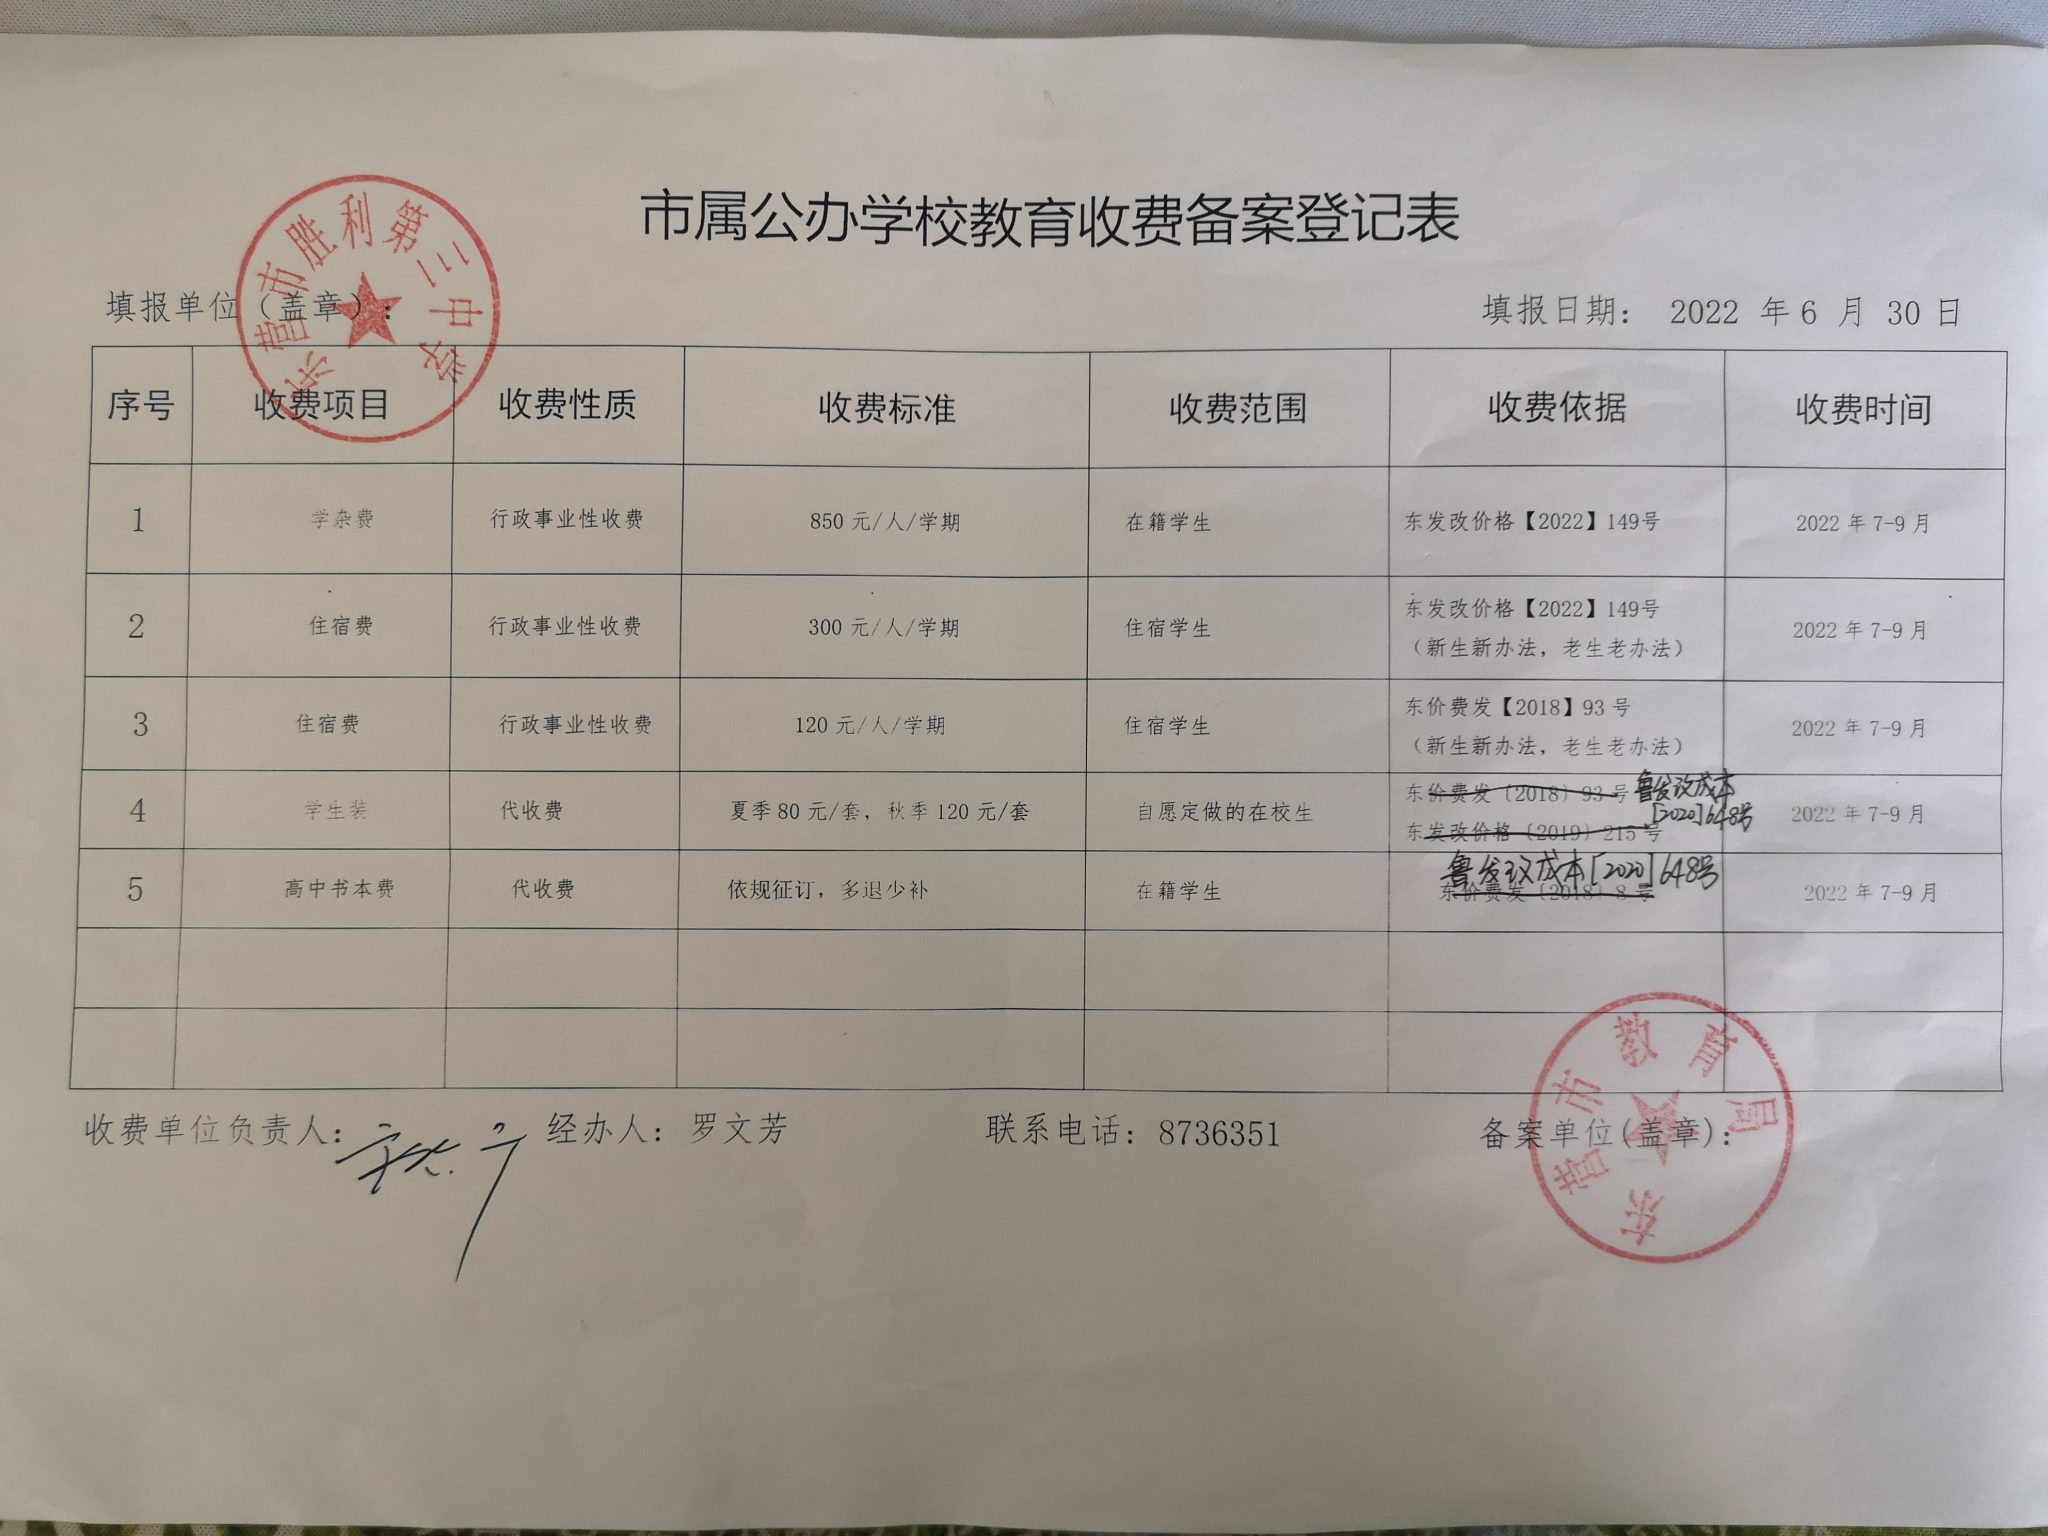 市属公办学校教育收费备案登记表
东营市胜利第三中学
填报单位（盖章）：
填报日期： 2022 年 6 月 30 日
序号 收费项目 收费性质 收费标准 收费范围 收费依据 收费时间
1 学杂费 行政事业性收费 850 元/人/学期 在籍学生 东发改价格【2022】149号 2022 年 7-9 月
2 住宿费 行政事业性收费 300 元/人/学期 住宿学生 东发改价格【2022】149号 2022 年 7-9 月
（新生新办法，老生老办法）
3 住宿费 行政事业性收费 120 元/人/学期 住宿学生 东价费发【2018】93 号 2022 年 7-9 月
（新生新办法，老生老办法）
4 学生装 代收费 夏季 80 元/套，秋季 120 元/套 自愿定做的在校生 东价费发〔2018〕93 号 鲁发改成本 2022 年 7-9 月
[2020]648号
东发改价格〔2019〕215 号
鲁发改成本[2020]648号
5 高中书本费 代收费 依规征订，多退少补 在籍学生 东价费发〔2018〕8 号 2022 年 7-9 月
收费单位负责人： 经办人：罗文芳 联系电话：8736351 备案单位(盖章)：
东营市教育局